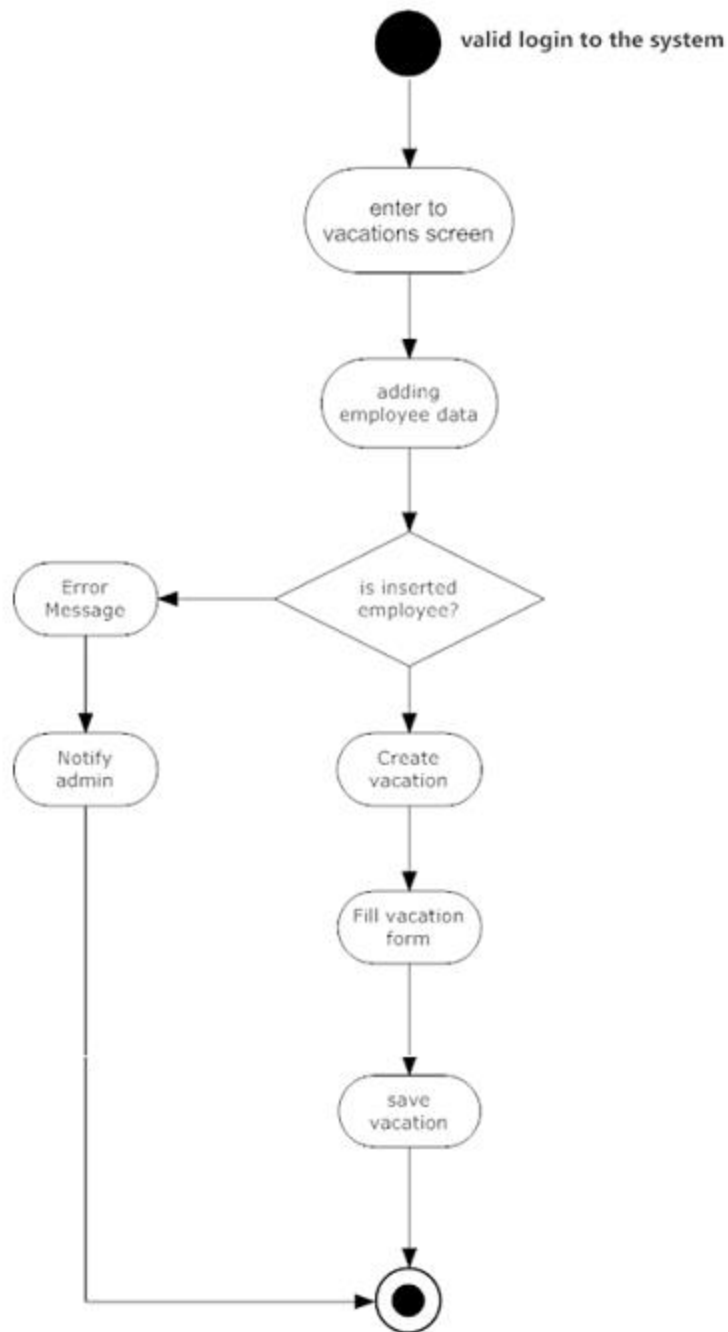 valid login to the system
enter to
vacations screen
adding
employee data
is inserted
employee?
Error
Message
Notify
admin
Create
vacation
Fill vacation
form
save
vacation